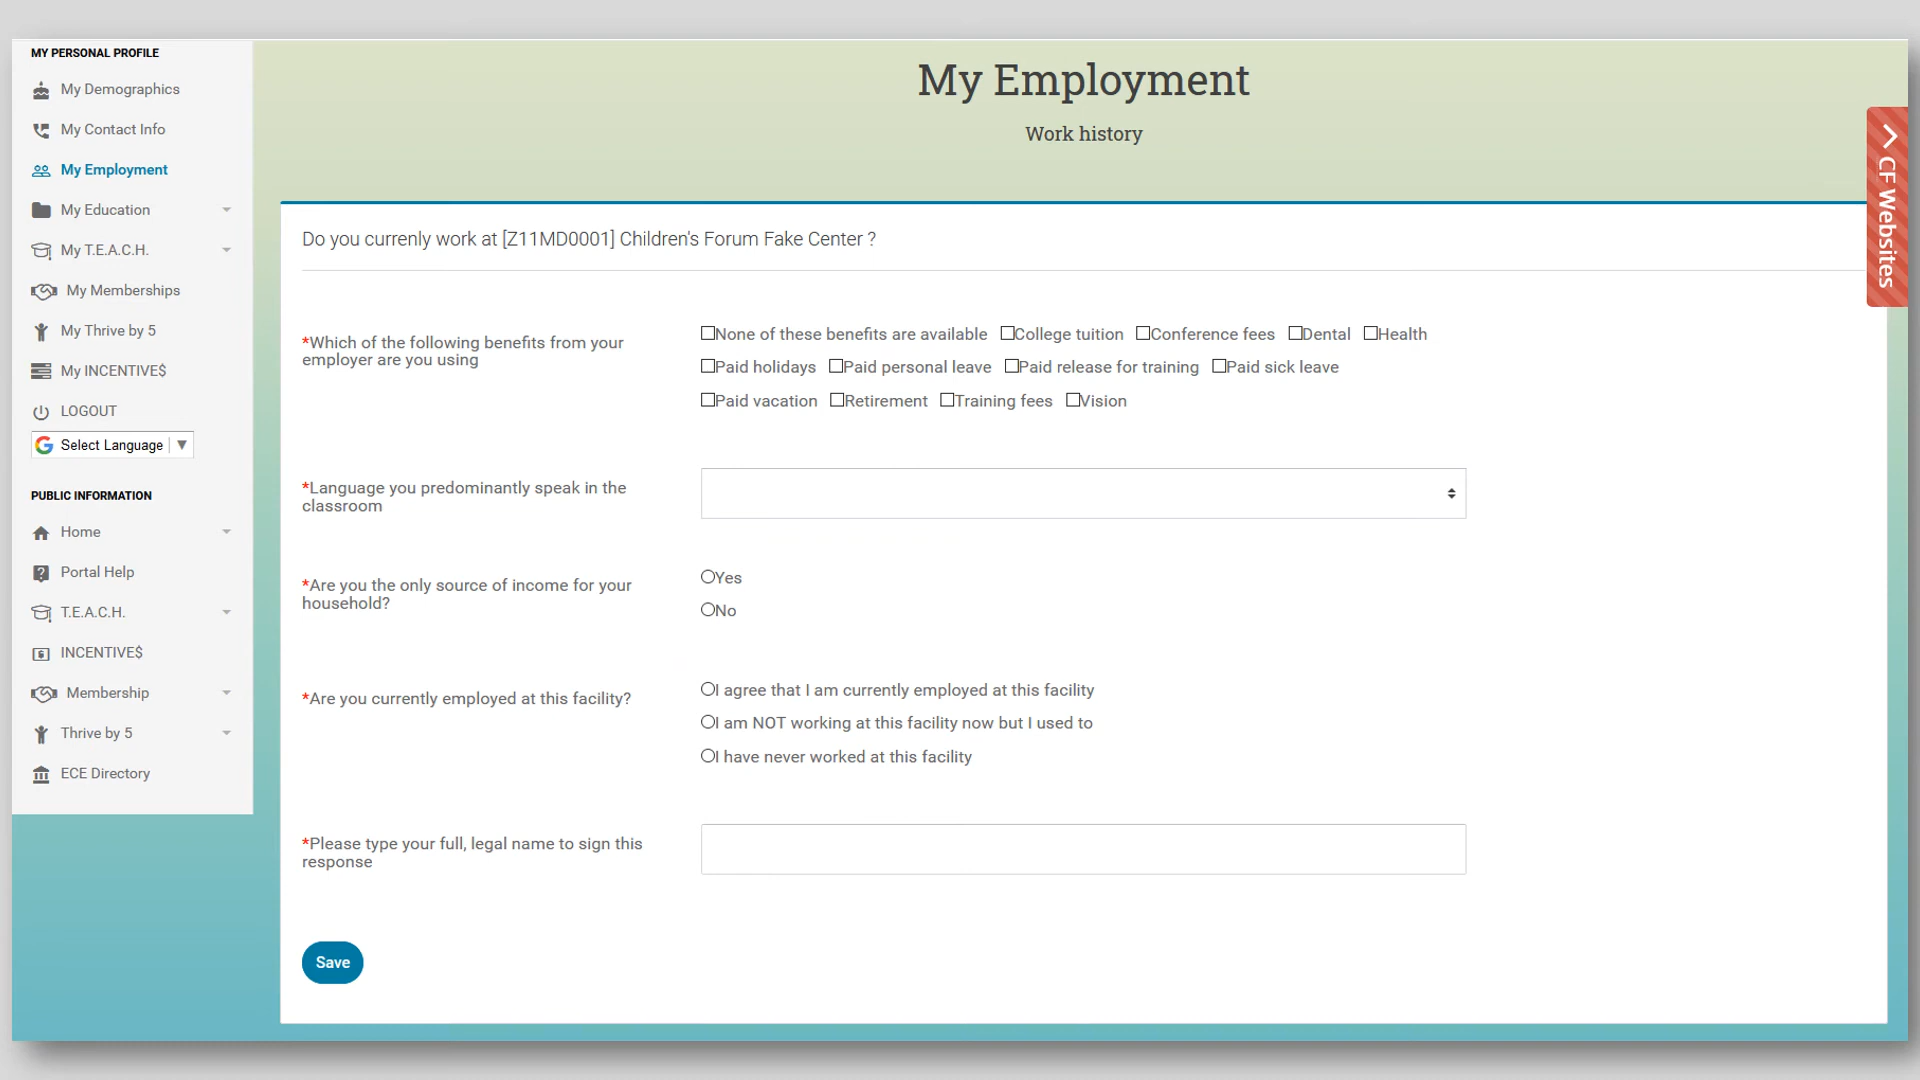 MY PERSONAL PROFILE
My Demographics
My Contact Info
My Employment
My Education
My T.E.A.C.H.
My Memberships
My Thrive by 5
My INCENTIVE$
LOGOUT
Select Language ▼
PUBLIC INFORMATION
Home
Portal Help
T.E.A.C.H.
INCENTIVE$
Membership
Thrive by 5
ECE Directory
My Employment
Work history
CF Websites
Do you currenly work at [Z11MD0001] Children's Forum Fake Center ?
*Which of the following benefits from your
employer are you using
None of these benefits are available College tuition Conference fees Dental Health
Paid holidays Paid personal leave Paid release for training Paid sick leave
Paid vacation Retirement Training fees Vision
*Language you predominantly speak in the
classroom
*Are you the only source of income for your
household?
Yes
No
*Are you currently employed at this facility?
I agree that I am currently employed at this facility
I am NOT working at this facility now but I used to
I have never worked at this facility
*Please type your full, legal name to sign this
response
Save